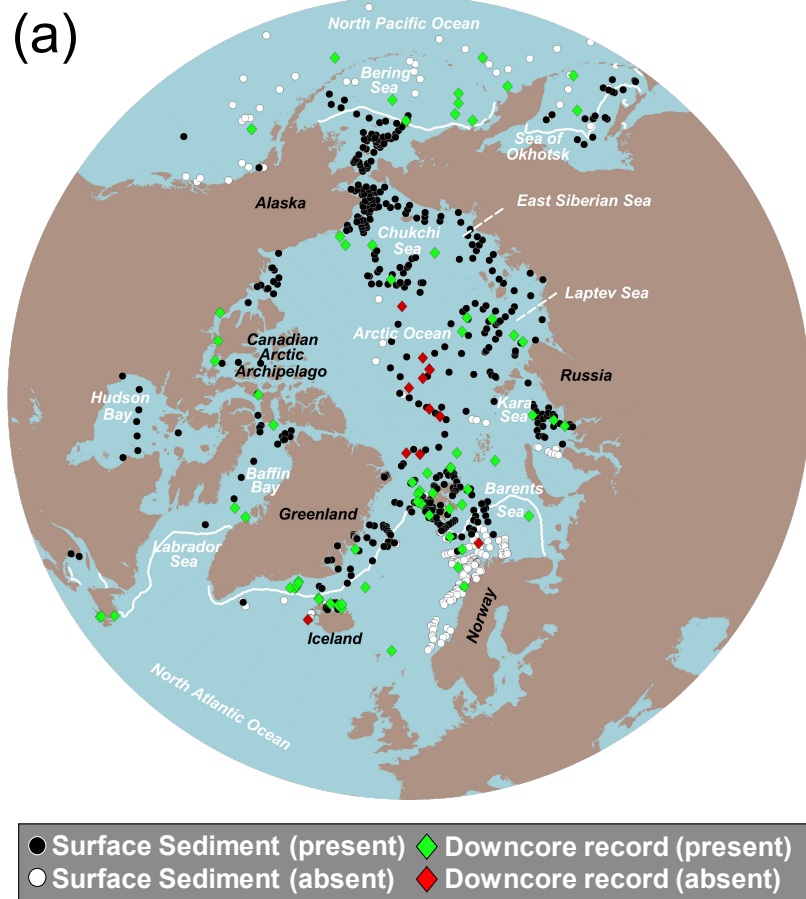 (a)
North Pacific Ocean
Bering
Sea
Sea of
Okhotsk
Alaska
East Siberian Sea
Chukchi
Sea
Laptev Sea
Arctic Ocean
Canadian
Arctic
Archipelago
Russia
Hudson
Bay
Kara
Sea
Baffin
Bay
Barents
Sea
Greenland
Labrador
Sea
Norway
Iceland
North Atlantic Ocean
Surface Sediment (present)
Downcore record (present)
Surface Sediment (absent)
Downcore record (absent)